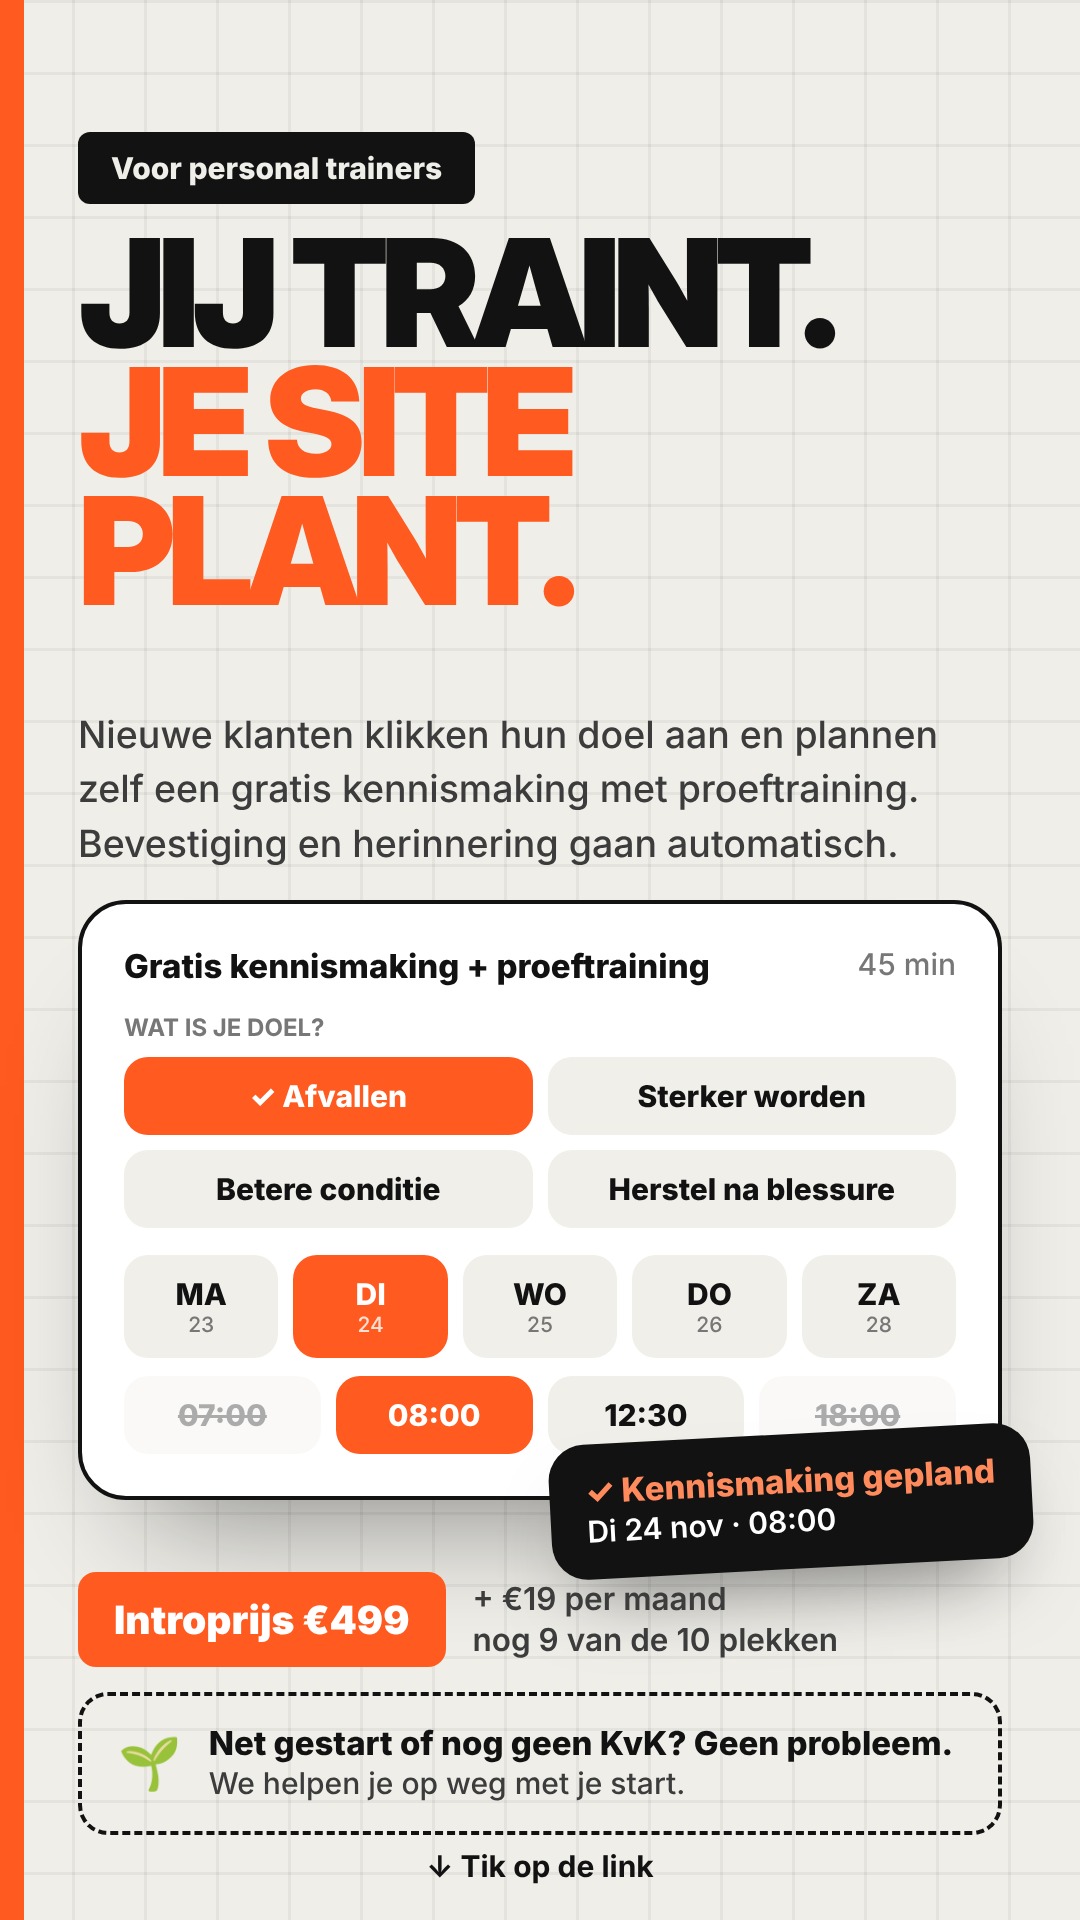 Voor personal trainers
JIJ TRAINT.
JE SITE
PLANT.
Nieuwe klanten klikken hun doel aan en plannen
zelf een gratis kennismaking met proeftraining.
Bevestiging en herinnering gaan automatisch.
Gratis kennismaking + proeftraining 45 min
WAT IS JE DOEL?
✓ Afvallen Sterker worden
Betere conditie Herstel na blessure
MA DI WO DO ZA
23 24 25 26 28
07:00 08:00 12:30 18:00
✓ Kennismaking gepland
Di 24 nov · 08:00
Introprijs €499
+ €19 per maand
nog 9 van de 10 plekken
Net gestart of nog geen KvK? Geen probleem.
We helpen je op weg met je start.
↓ Tik op de link